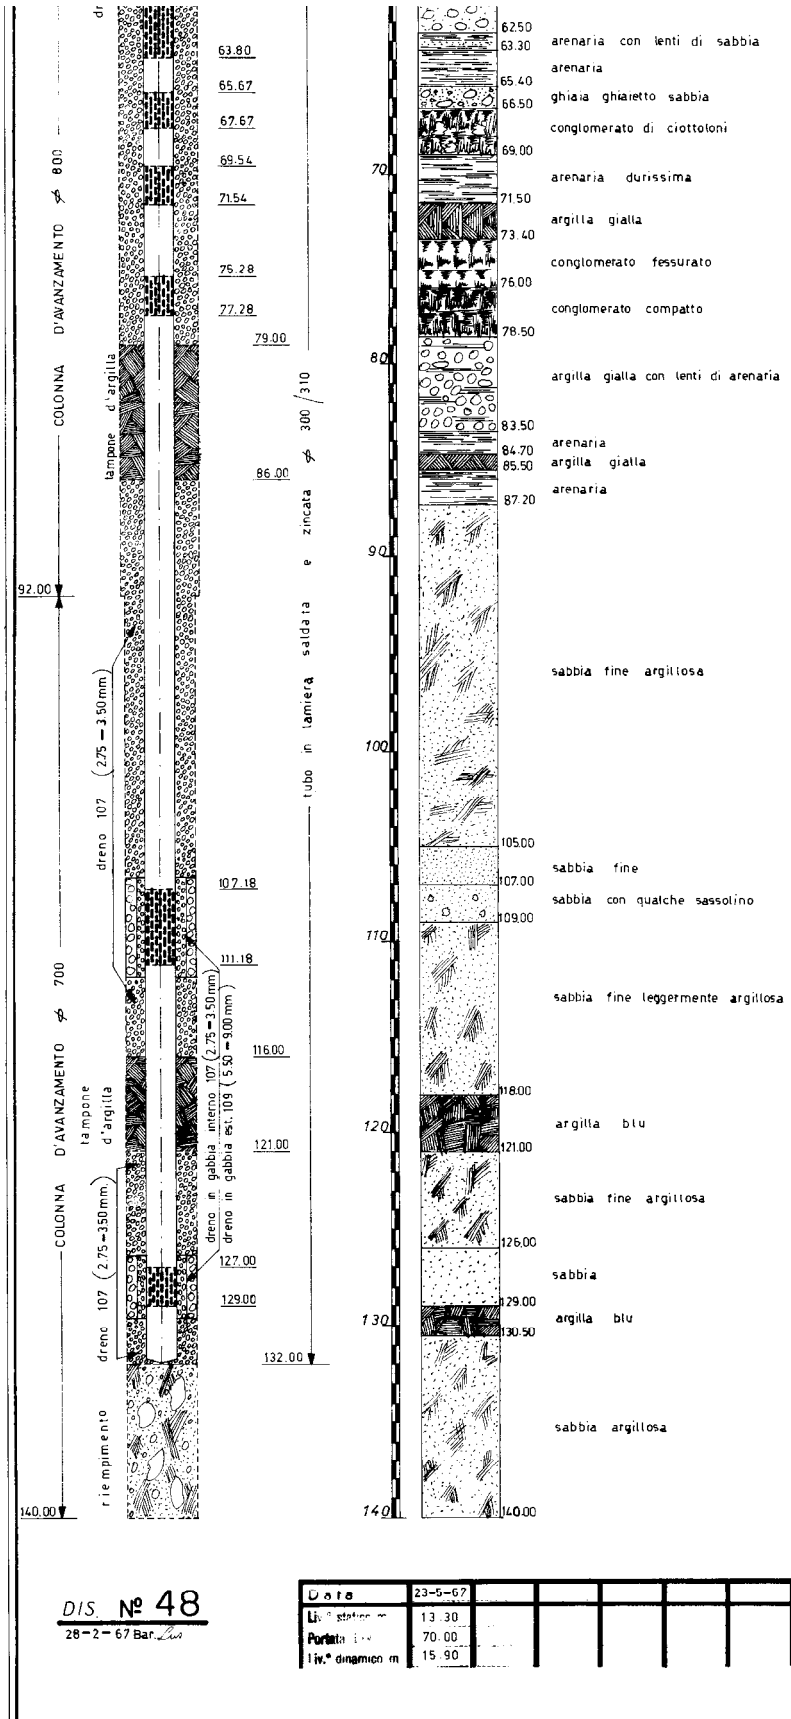 dr
63.80
65.67
67.67
69.54
71.54
75.28
77.28
79.00
86.00
92.00
107.18
111.18
116.00
121.00
127.00
129.00
132.00
140.00
COLONNA D'AVANZAMENTO ø 800
COLONNA D'AVANZAMENTO ø 700
tampone d'argilla
dreno 107 (2.75 - 3.50 mm)
tampone
d'argilla
dreno 107 (2.75 - 3.50 mm.)
riempimento
dreno in gabbia interno 107 (2.75 - 3.50 mm)
dreno in gabbia est. 109 (5.50 - 9.00 mm)
tubo in lamiera saldata e zincata ø 300/310
70
80
90
100
110
120
130
140
62.50
arenaria con lenti di sabbia
63.30
arenaria
65.40
ghiaia ghiaietto sabbia
66.50
conglomerato di ciottoloni
69.00
arenaria durissima
71.50
argilla gialla
73.40
conglomerato fessurato
76.00
conglomerato compatto
78.50
argilla gialla con lenti di arenaria
83.50
arenaria
84.70
argilla gialla
85.50
arenaria
87.20
sabbia fine argillosa
105.00
sabbia fine
107.00
sabbia con qualche sassolino
109.00
sabbia fine leggermente argillosa
118.00
argilla blu
121.00
sabbia fine argillosa
126.00
sabbia
129.00
argilla blu
130.50
sabbia argillosa
140.00
DIS. Nº 48
28-2-67 Bar.
Data 23-5-67
Liv.° statico m 13.30
Portata 70.00
Liv.° dinamico m 15.90